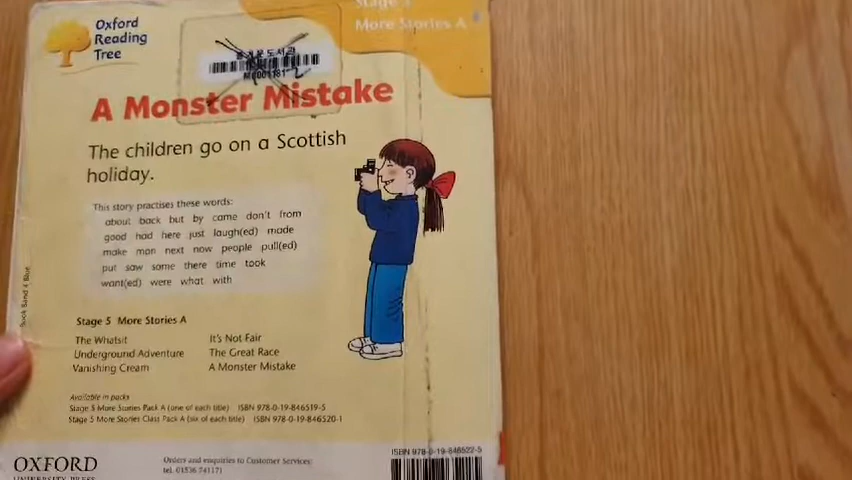 Oxford
Reading
Tree
Stage 5
More Stories A
A Monster Mistake
The children go on a Scottish
holiday.
This story practises these words:
about back but by came don't from
good had here just laugh(ed) made
make man next now people pull(ed)
put saw some there time took
want(ed) were what with
Stage 5 More Stories A
The Whatsit
It's Not Fair
Underground Adventure
The Great Race
Vanishing Cream
A Monster Mistake
Available in packs
Stage 5 More Stories Pack A (one of each title) ISBN 978-0-19-846519-5
Stage 5 More Stories Class Pack A (six of each title) ISBN 978-0-19-846520-1
OXFORD
UNIVERSITY PRESS
Orders and enquiries to Customer Services:
tel. 01536 741171
ISBN 978-0-19-846522-5